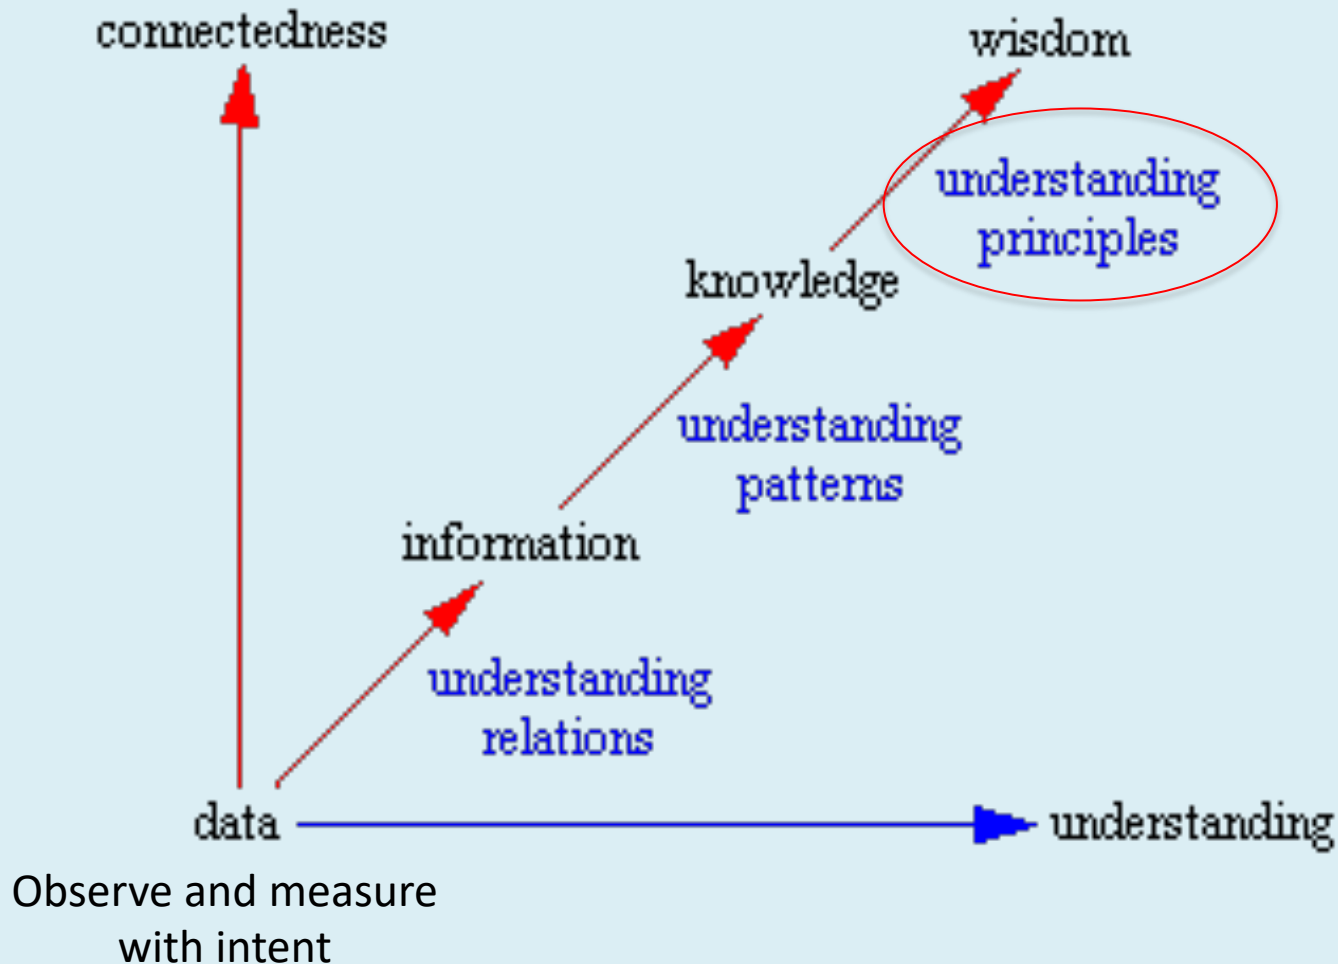 connectedness
wisdom
understanding
principles
knowledge
understanding
patterns
information
understanding
relations
data
understanding
Observe and measure
with intent